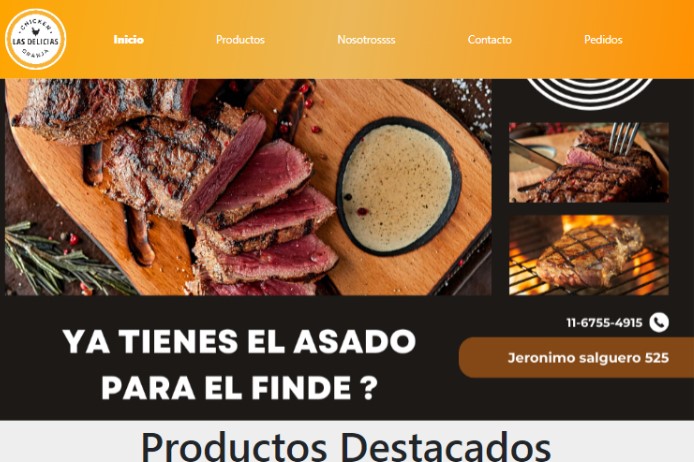 CHICKEN
LAS DELICIAS
GRANJA
Inicio
Productos
Nosotrossss
Contacto
Pedidos
11-6755-4915
YA TIENES EL ASADO
PARA EL FINDE ?
Jeronimo salguero 525
Productos Destacados